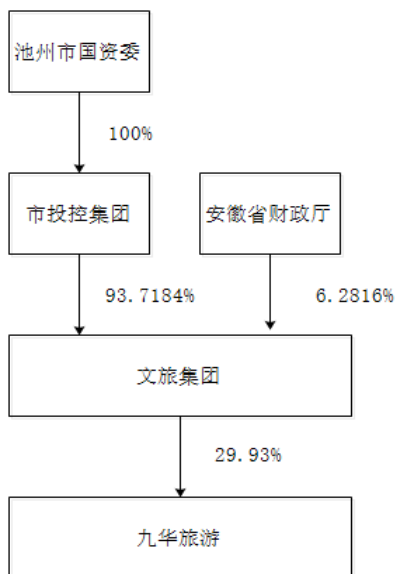 池州市国资委
100%
市投控集团
安徽省财政厅
93.7184%
6.2816%
文旅集团
29.93%
九华旅游